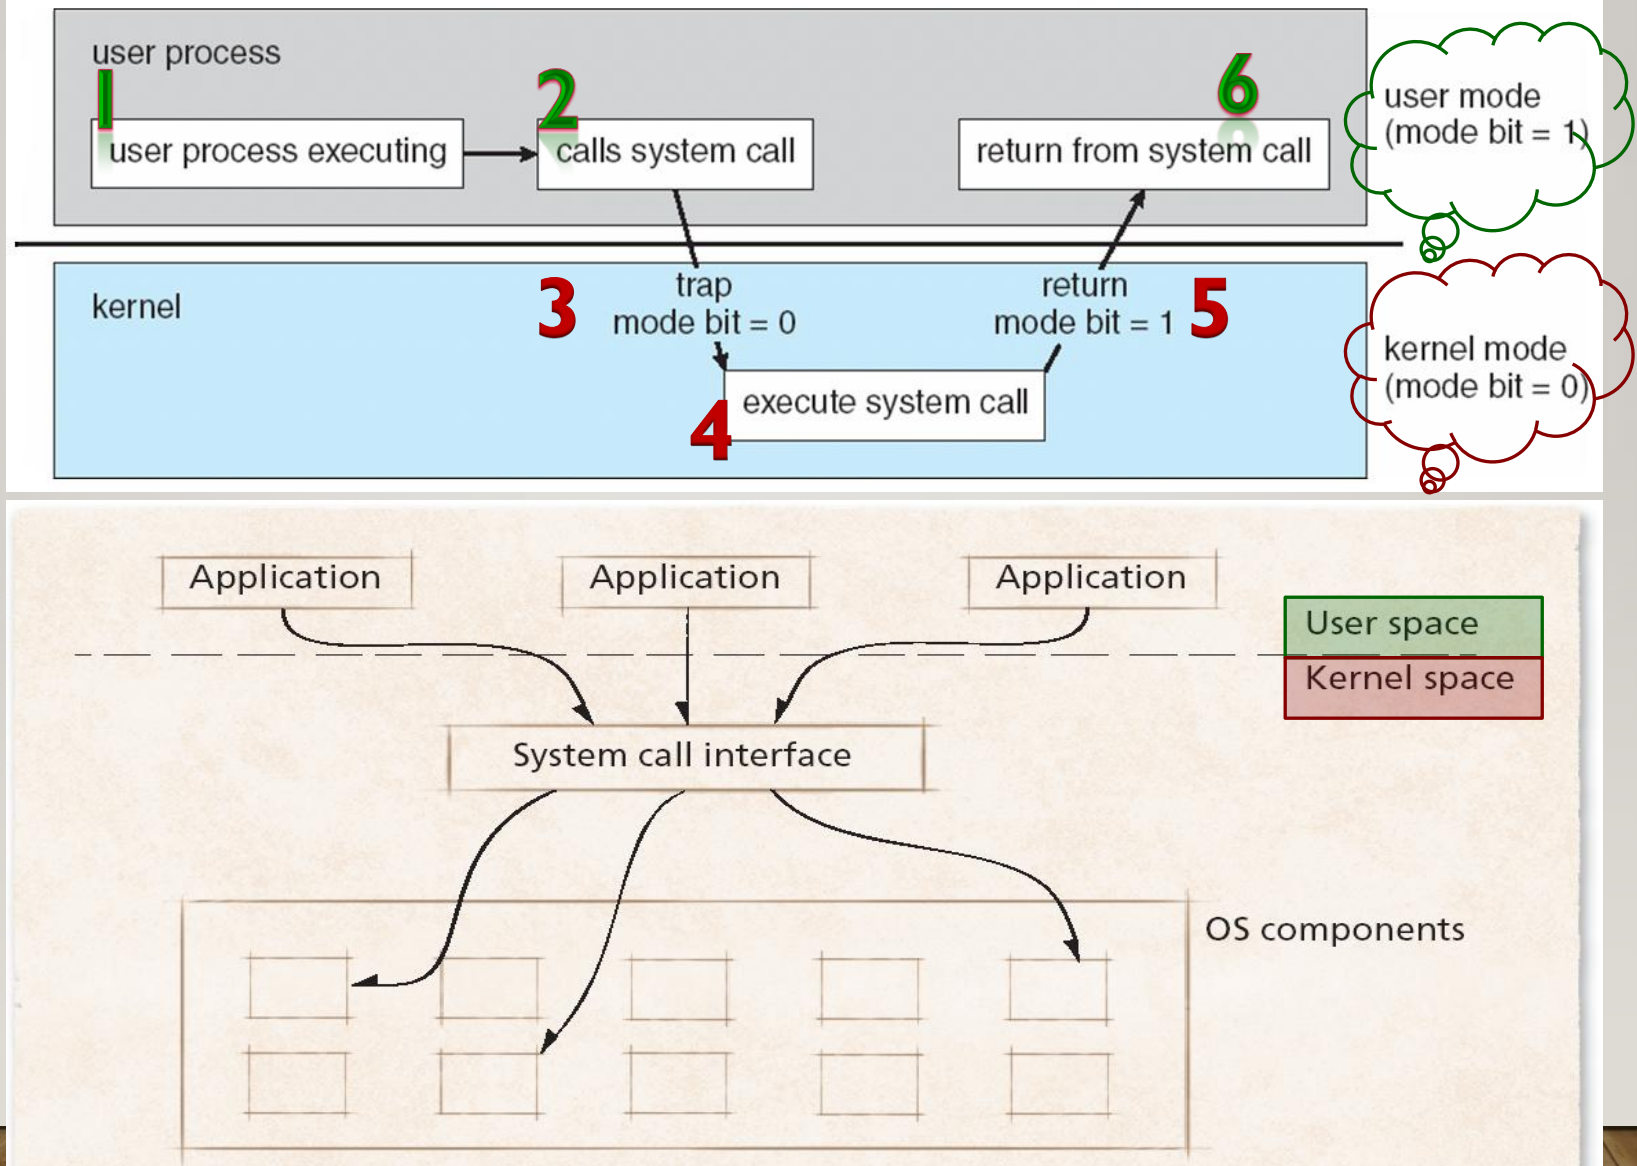 user process
1
2
6
user process executing
calls system call
return from system call
user mode
(mode bit = 1)
kernel
3
trap
mode bit = 0
return
mode bit = 1
5
4
execute system call
kernel mode
(mode bit = 0)
Application
Application
Application
User space
Kernel space
System call interface
OS components